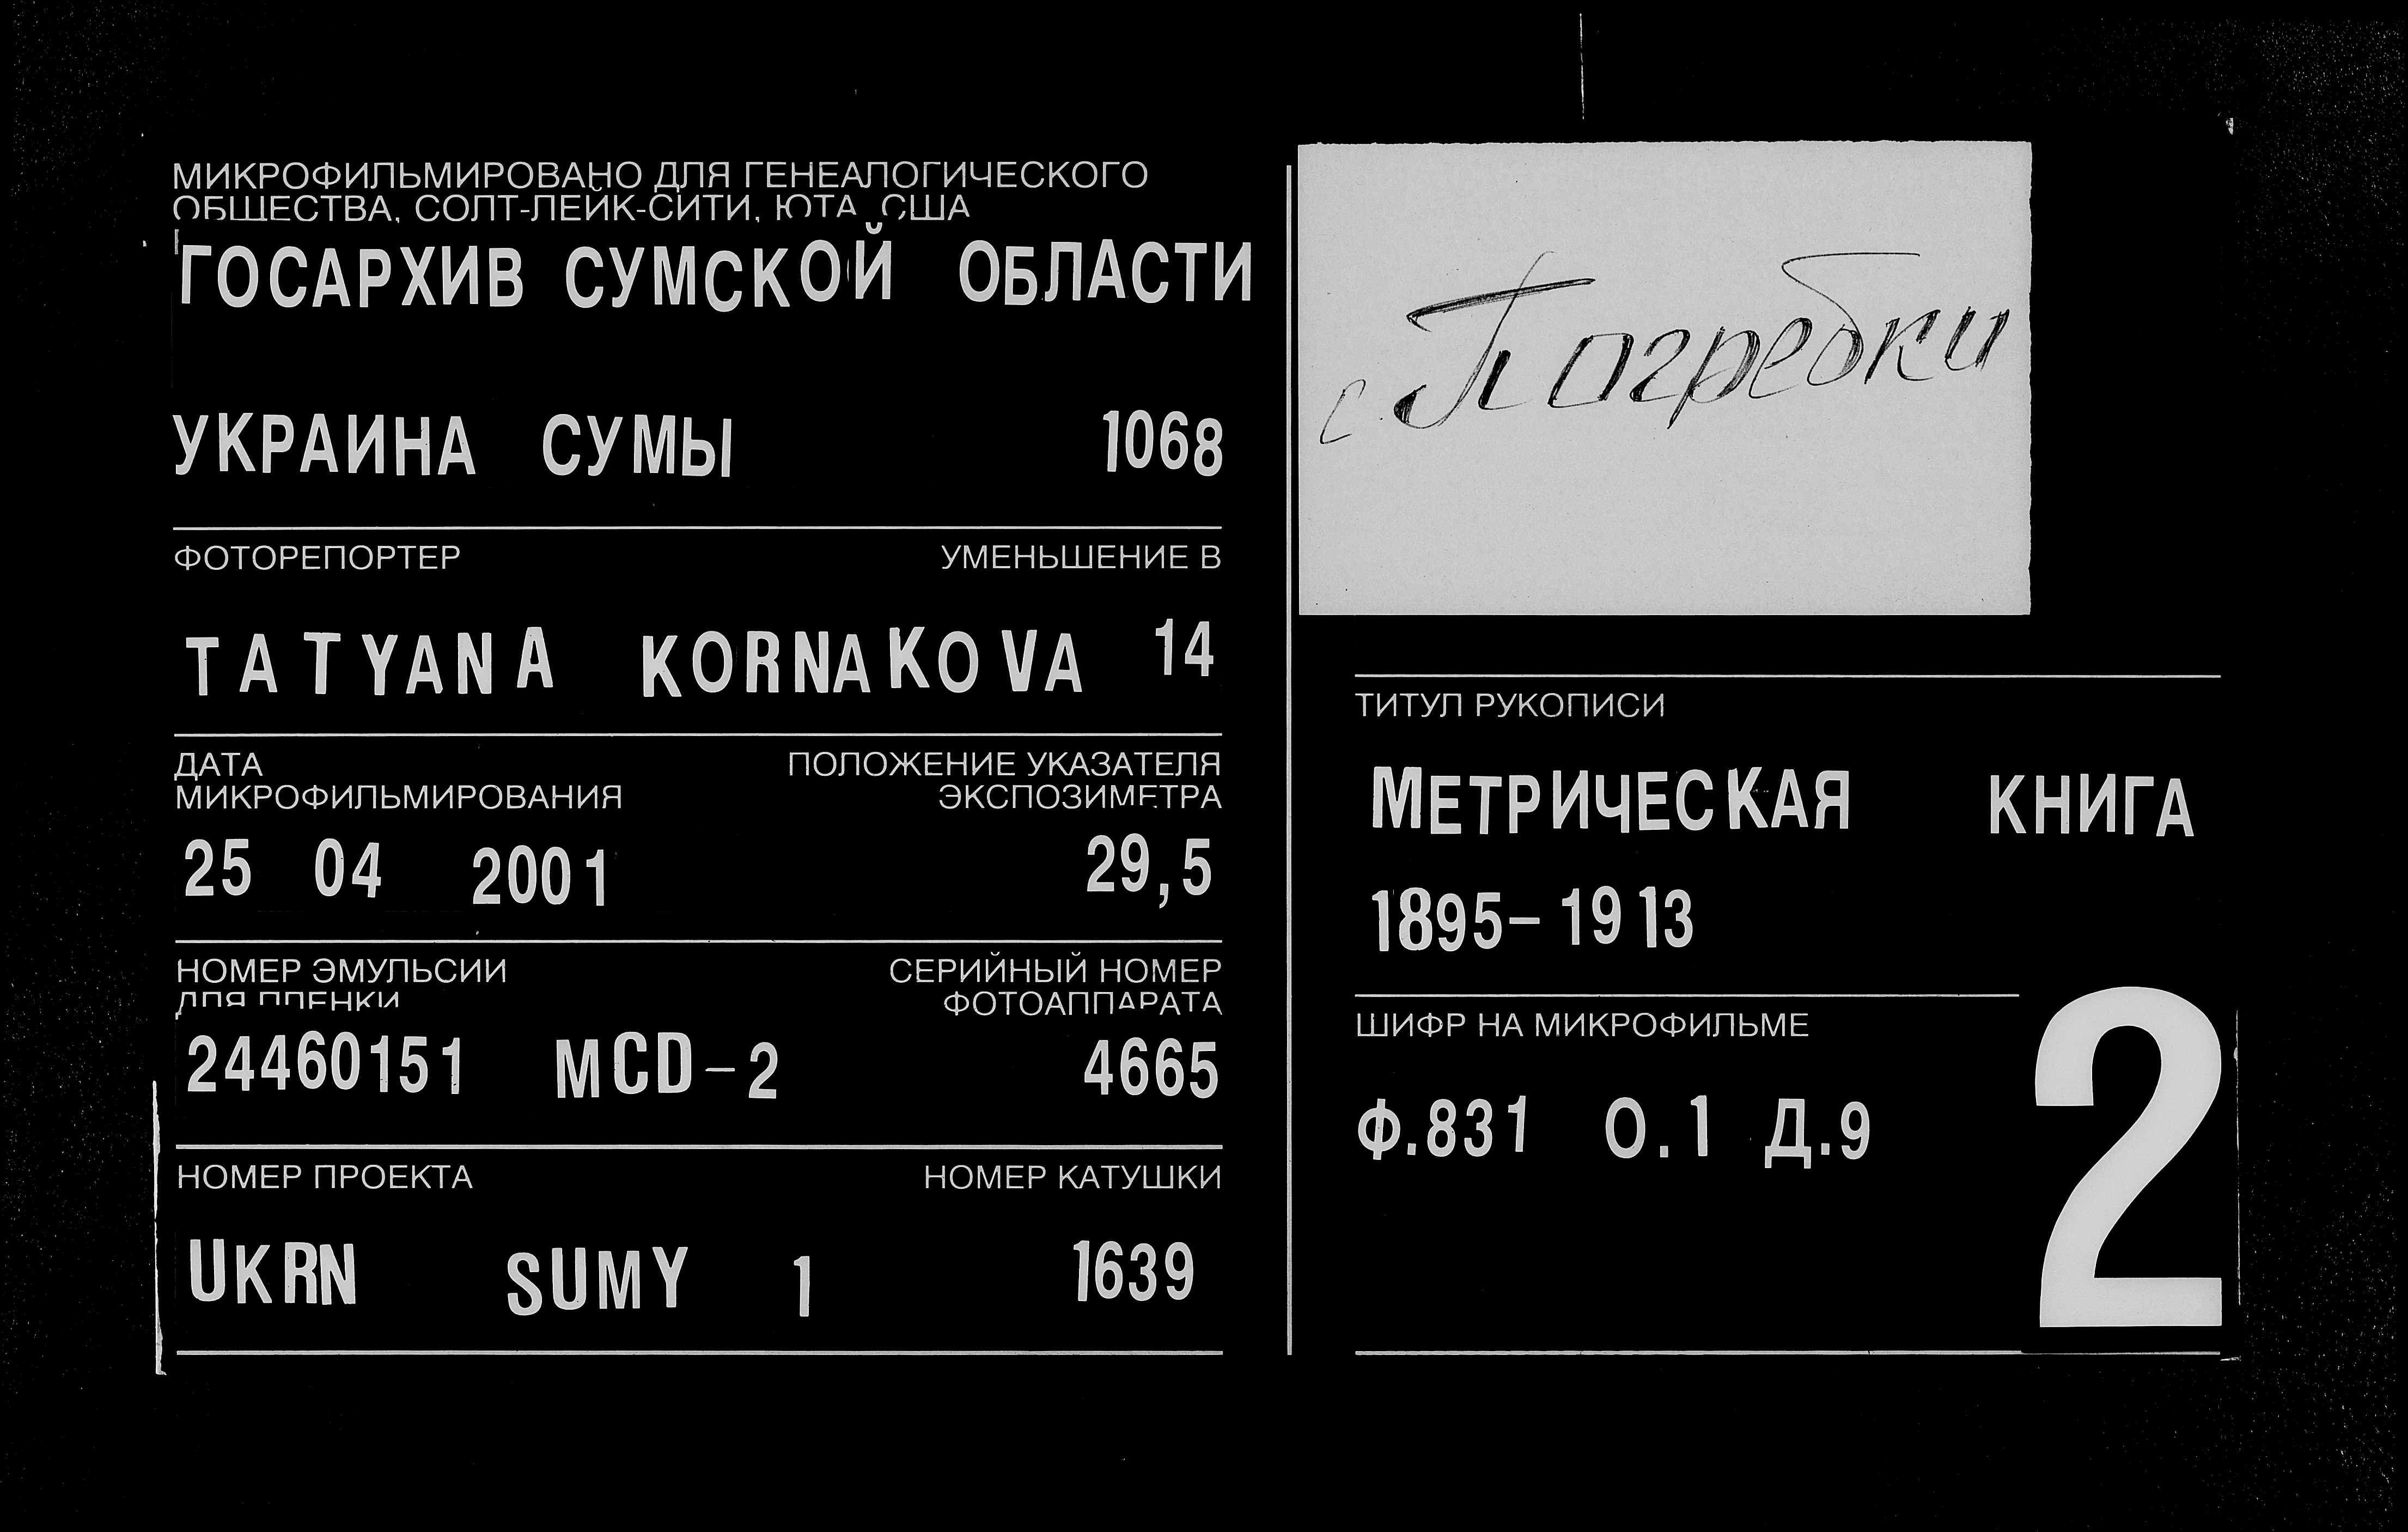 МИКРОФИЛЬМИРОВАНО ДЛЯ ГЕНЕАЛОГИЧЕСКОГО
ОБЩЕСТВА, СОЛТ-ЛЕЙК-СИТИ, ЮТА, США
ГОСАРХИВ СУМСКОЙ ОБЛАСТИ
УКРАИНА СУМЫ 1068
ФОТОРЕПОРТЕР УМЕНЬШЕНИЕ В
TATYANA KORNAKOVA 14
ДАТА ПОЛОЖЕНИЕ УКАЗАТЕЛЯ
МИКРОФИЛЬМИРОВАНИЯ ЭКСПОЗИМЕТРА
25 04 2001 29,5
НОМЕР ЭМУЛЬСИИ СЕРИЙНЫЙ НОМЕР
ДЛЯ ПЛЕНКИ ФОТОАППАРАТА
24460151 MCD-2 4665
НОМЕР ПРОЕКТА НОМЕР КАТУШКИ
UKRN SUMY 1 1639
с. Погребки
ТИТУЛ РУКОПИСИ
МЕТРИЧЕСКАЯ КНИГА
1895-1913
ШИФР НА МИКРОФИЛЬМЕ
Ф.831 О.1 Д.9
2